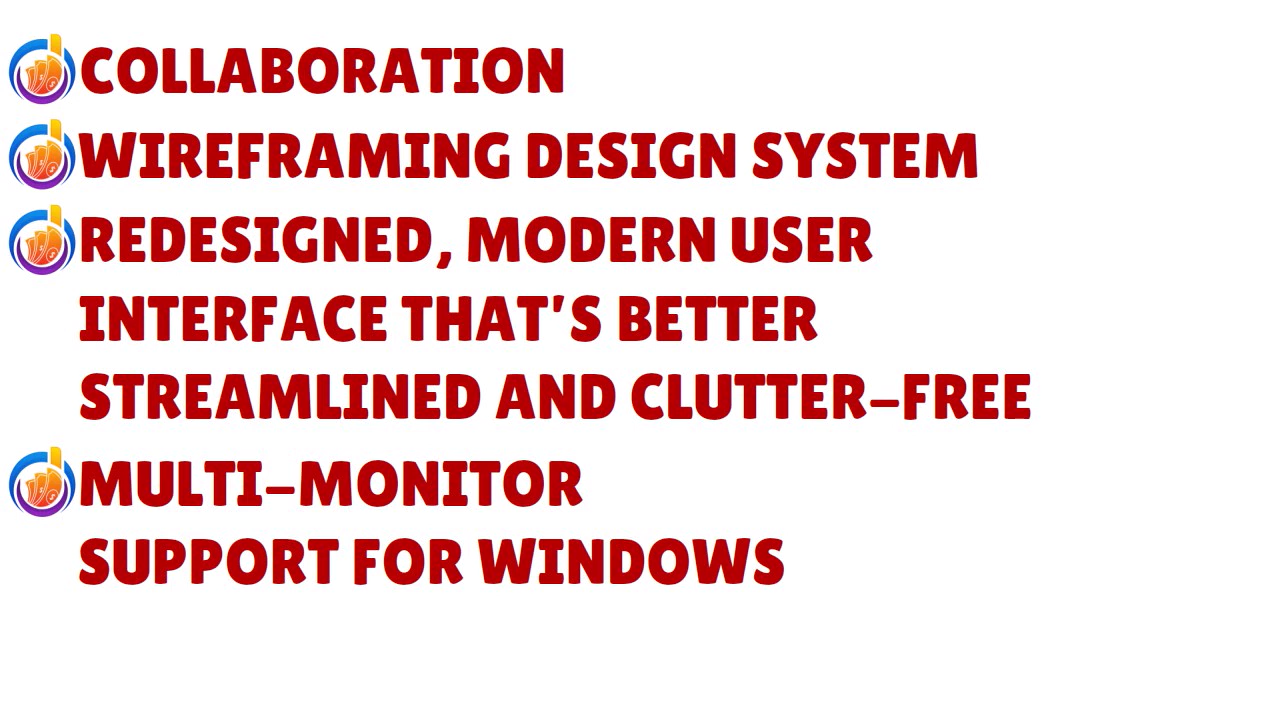 COLLABORATION
WIREFRAMING DESIGN SYSTEM
REDESIGNED, MODERN USER
INTERFACE THAT'S BETTER
STREAMLINED AND CLUTTER-FREE
MULTI-MONITOR
SUPPORT FOR WINDOWS